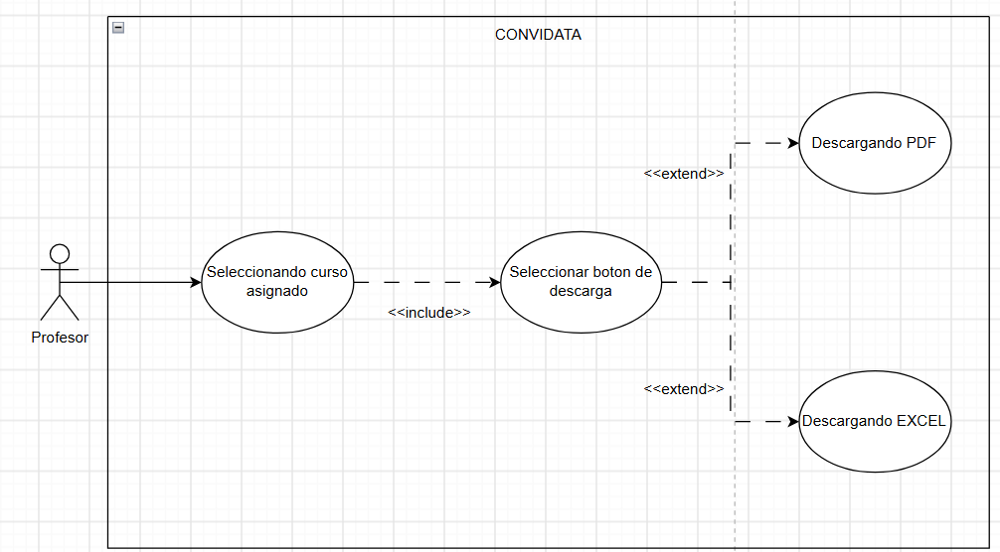 CONVIDATA
Descargando PDF
<<extend>>
Seleccionando curso
asignado
Seleccionar boton de
descarga
<<include>>
Profesor
<<extend>>
Descargando EXCEL